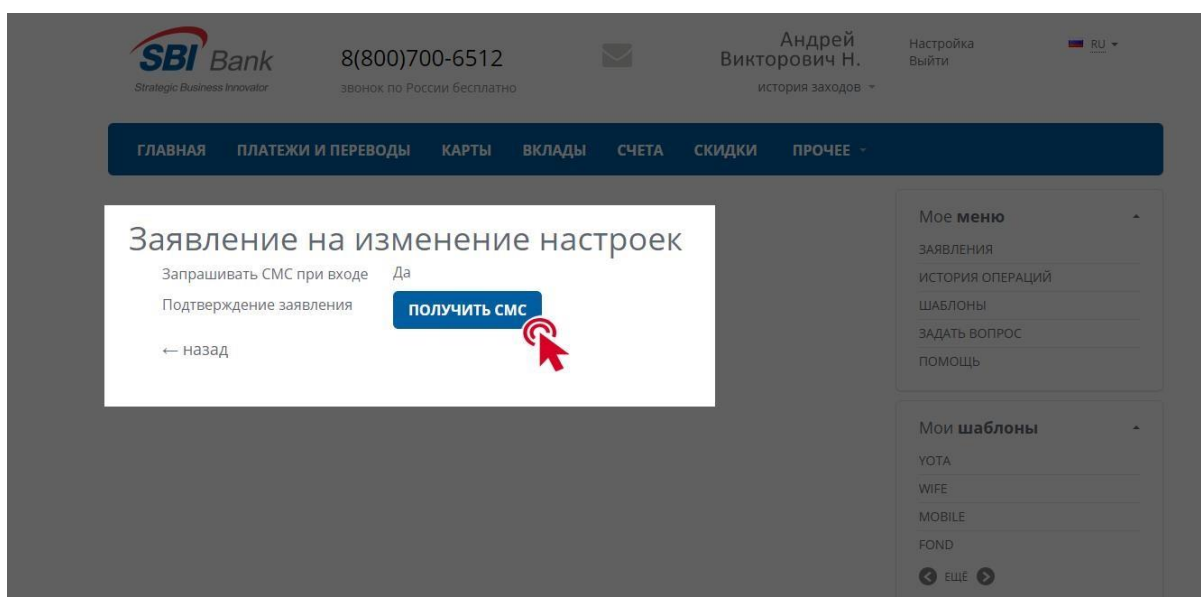 SBI Bank
Strategic Business Innovator
8(800)700-6512
звонок по России бесплатно
Андрей
Викторович Н.
история заходов
Настройка
Выйти
RU
ГЛАВНАЯ ПЛАТЕЖИ И ПЕРЕВОДЫ КАРТЫ ВКЛАДЫ СЧЕТА СКИДКИ ПРОЧЕЕ
Заявление на изменение настроек
Запрашивать СМС при входе Да
Подтверждение заявления ПОЛУЧИТЬ СМС
← назад
Мое меню
ЗАЯВЛЕНИЯ
ИСТОРИЯ ОПЕРАЦИЙ
ШАБЛОНЫ
ЗАДАТЬ ВОПРОС
ПОМОЩЬ
Мои шаблоны
YOTA
WIFE
MOBILE
FOND
ЕЩЁ